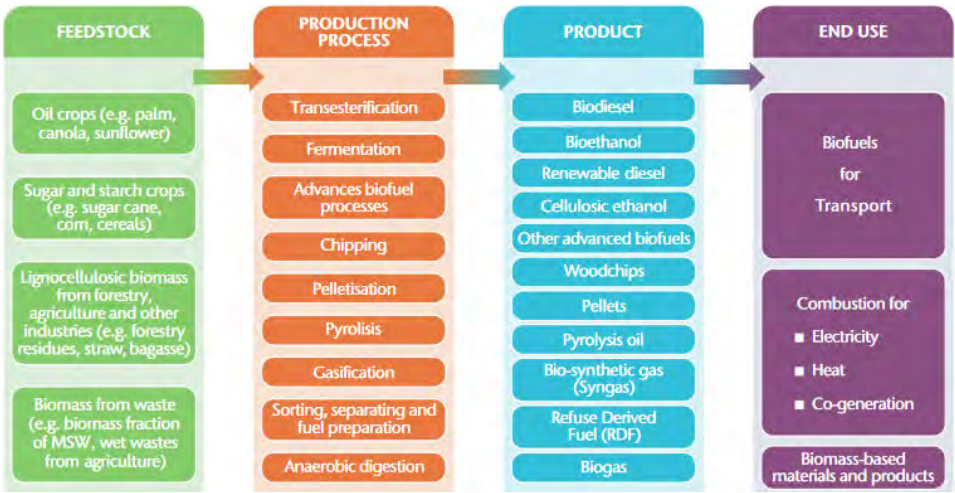 FEEDSTOCK
Oil crops (e.g. palm,
canola, sunflower)
Sugar and starch crops
(e.g. sugar cane,
corn, cereals)
Lignocellulosic biomass
from forestry,
agriculture and other
industries (e.g. forestry
residues, straw, bagasse)
Biomass from waste
(e.g. biomass fraction
of MSW, wet wastes
from agriculture)
PRODUCTION
PROCESS
Transesterification
Fermentation
Advances biofuel
processes
Chipping
Pelletisation
Pyrolisis
Gasification
Sorting, separating and
fuel preparation
Anaerobic digestion
PRODUCT
Biodiesel
Bioethanol
Renewable diesel
Cellulosic ethanol
Other advanced biofuels
Woodchips
Pellets
Pyrolysis oil
Bio-synthetic gas
(Syngas)
Refuse Derived
Fuel (RDF)
Biogas
END USE
Biofuels
for
Transport
Combustion for
■ Electricity
■ Heat
■ Co-generation
Biomass-based
materials and products